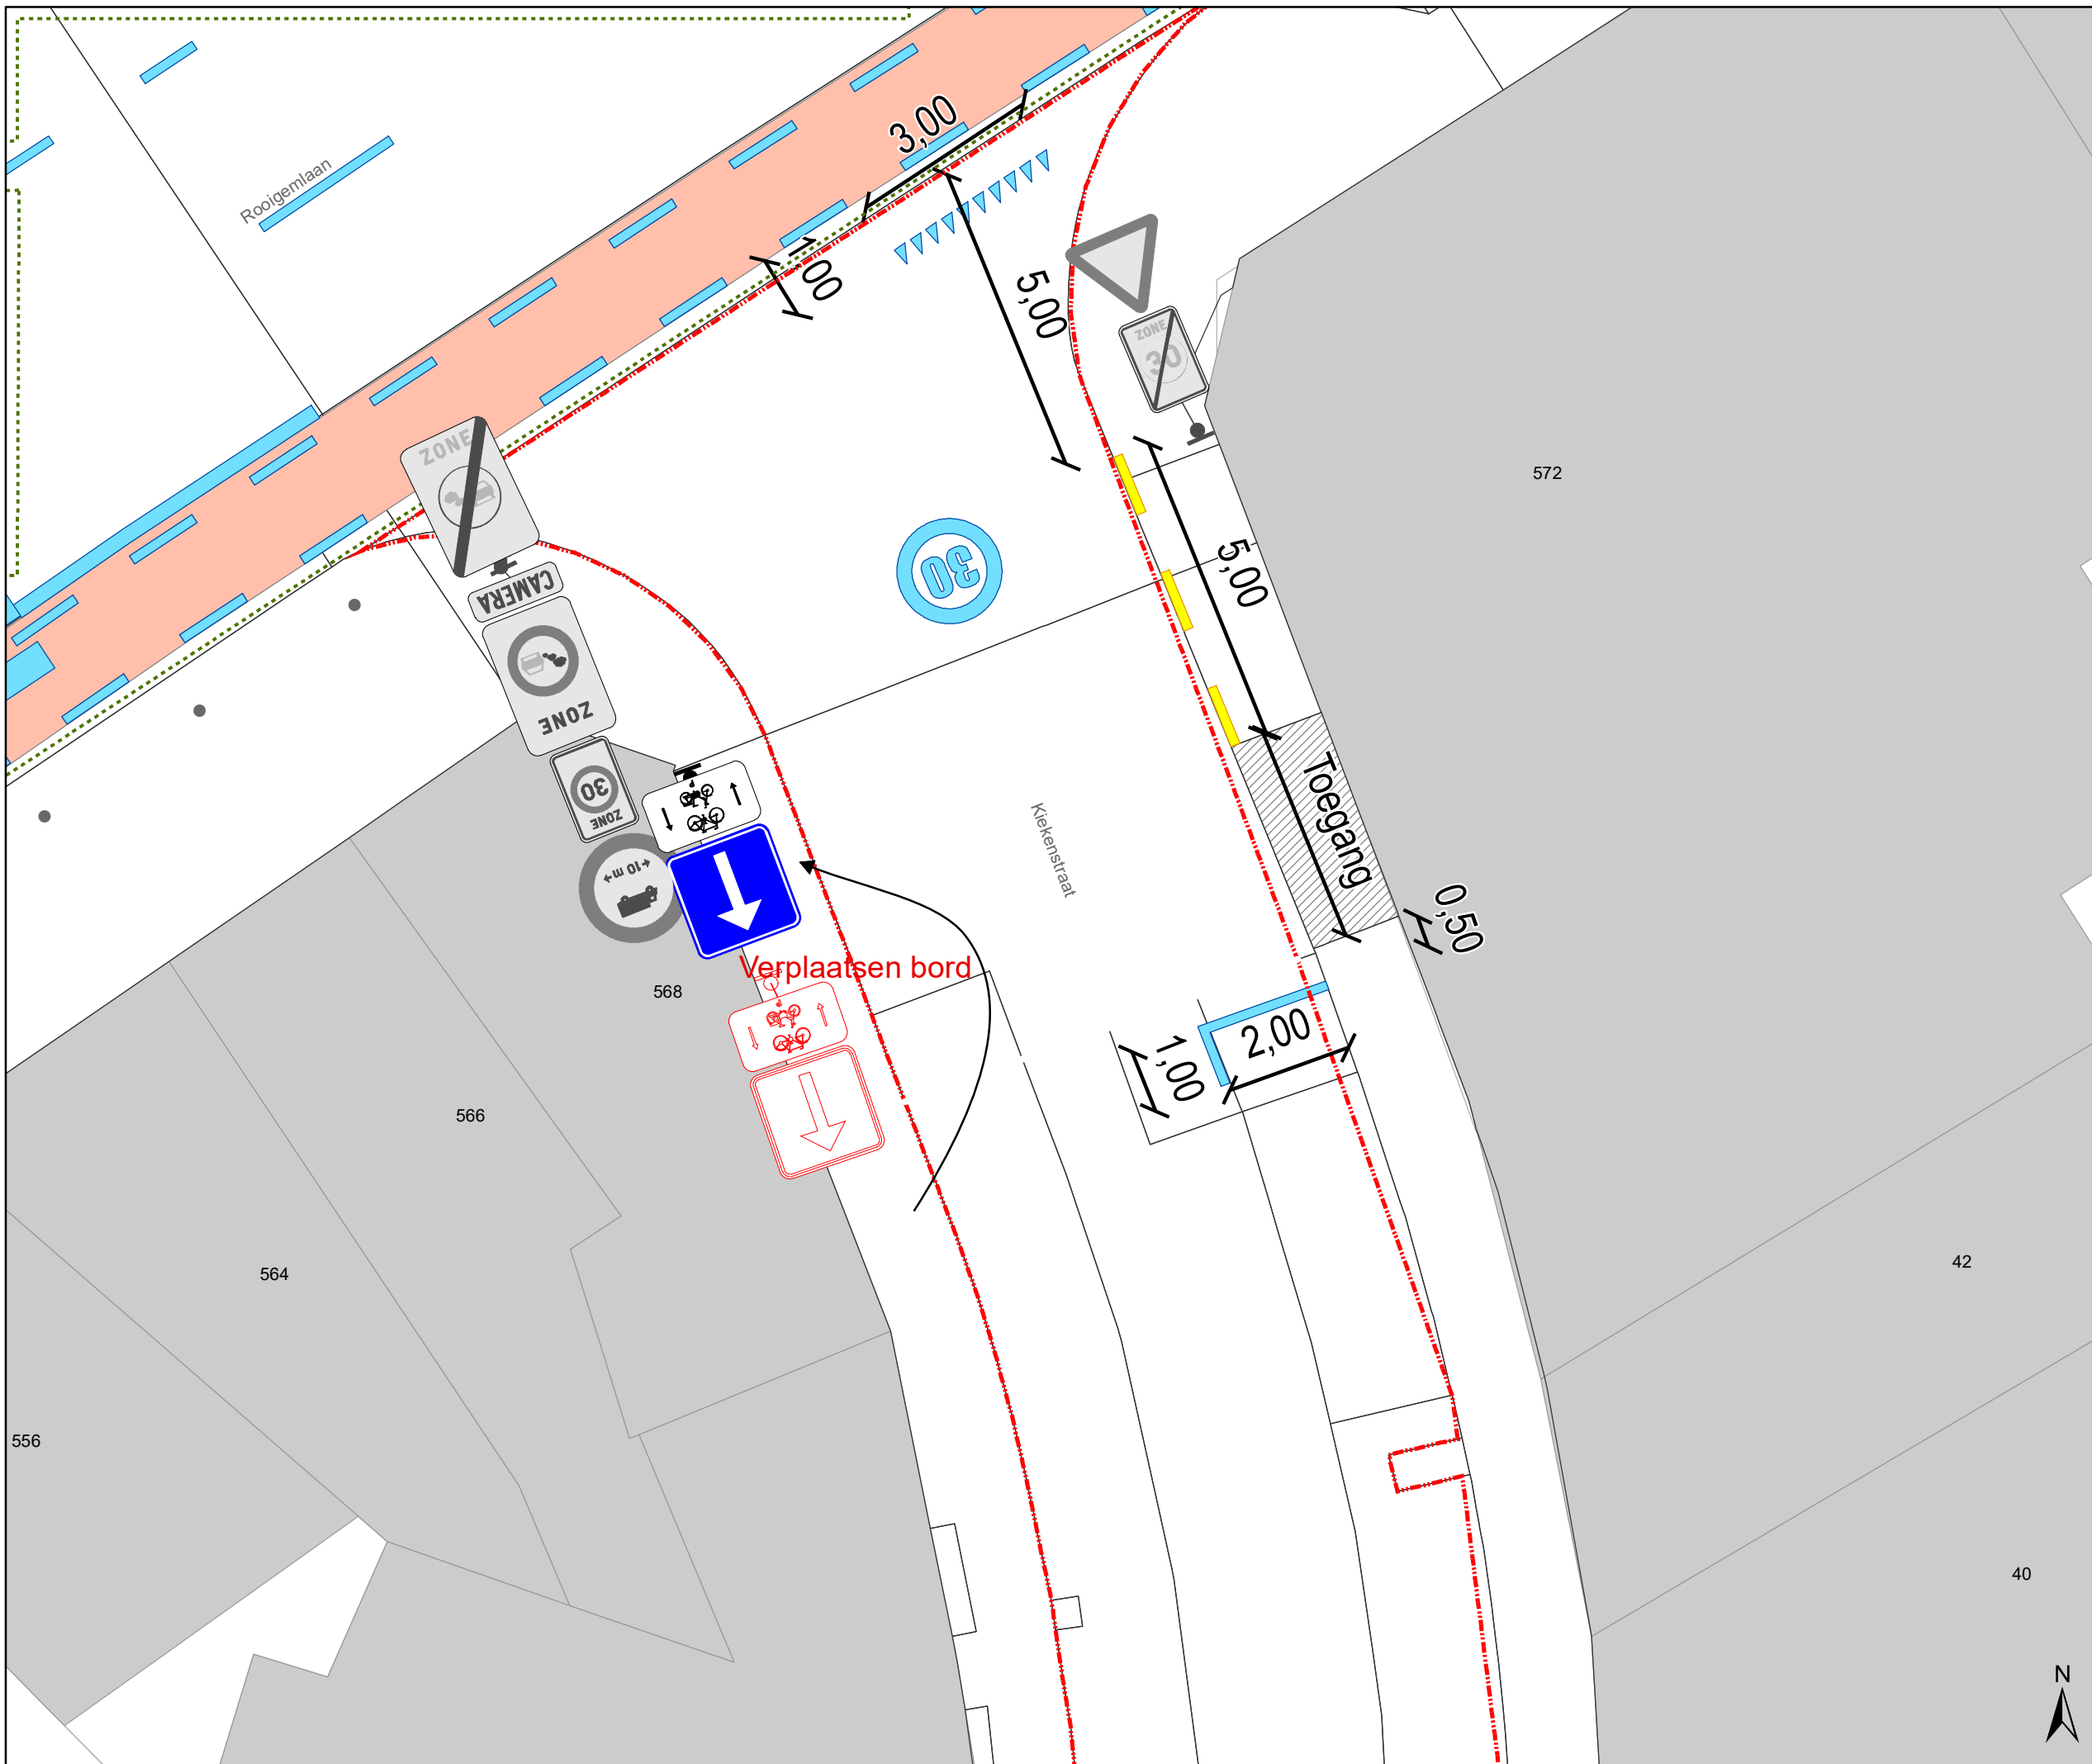 Rooigemlaan
3,00
1,00
5,00
ZONE
30
ZONE
CAMERA
ZONE
30
ZONE
←10 m→
30
5,00
572
Toegang
Kiekenstraat
0,50
Verplaatsen bord
568
2,00
1,00
566
564
556
42
40
N